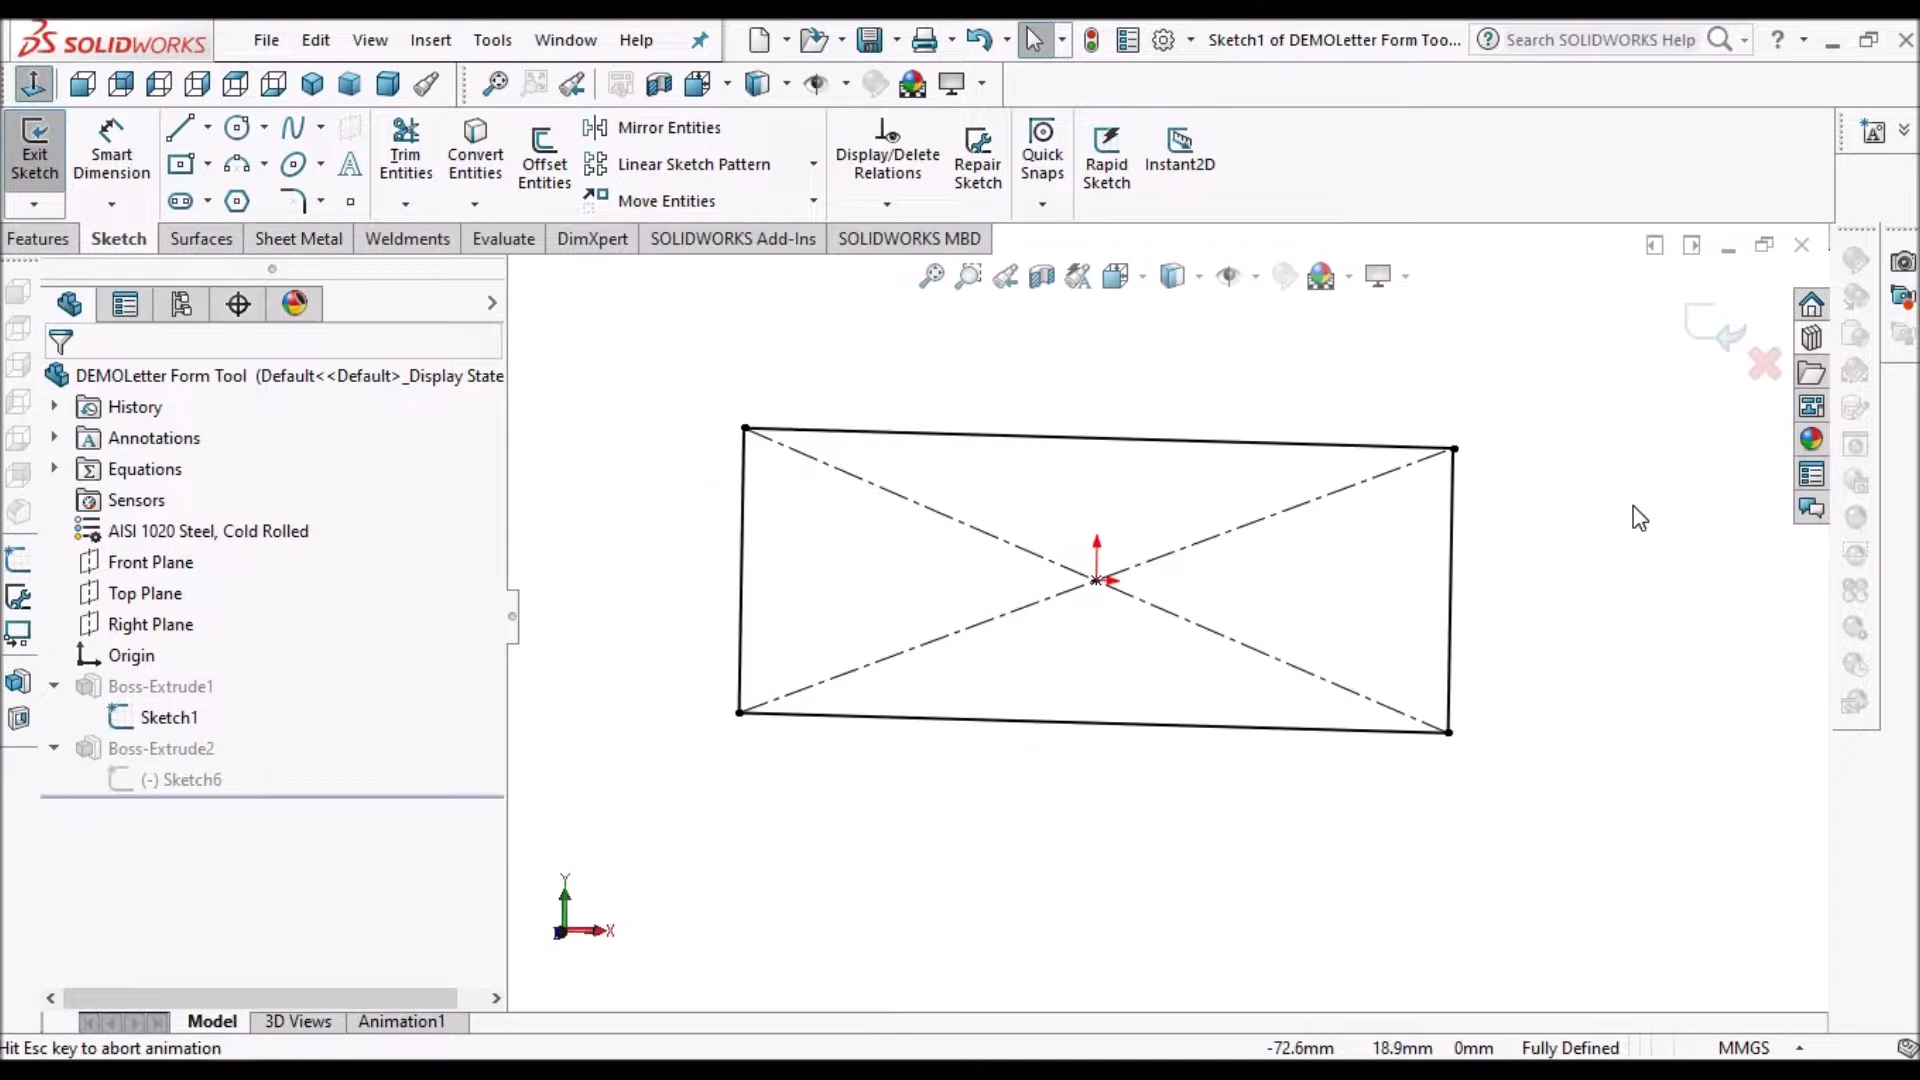 SOLIDWORKS
File Edit View Insert Tools Window Help
Sketch1 of DEMOLetter Form Too...
Search SOLIDWORKS Help
Exit Sketch
Smart Dimension
Trim Entities
Convert Entities
Offset Entities
Mirror Entities
Linear Sketch Pattern
Move Entities
Display/Delete Relations
Repair Sketch
Quick Snaps
Rapid Sketch
Instant2D
Features Sketch Surfaces Sheet Metal Weldments Evaluate DimXpert SOLIDWORKS Add-Ins SOLIDWORKS MBD
DEMOLetter Form Tool (Default<<Default>_Display State
History
Annotations
Equations
Sensors
AISI 1020 Steel, Cold Rolled
Front Plane
Top Plane
Right Plane
Origin
Boss-Extrude1
Sketch1
Boss-Extrude2
(-) Sketch6
Y
X
Model 3D Views Animation1
Hit Esc key to abort animation
-72.6mm 18.9mm 0mm Fully Defined MMGS